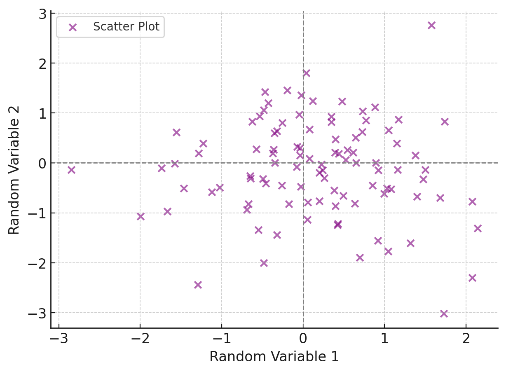 Scatter Plot
3
2
1
0
−1
−2
−3
Random Variable 2
−3 −2 −1 0 1 2
Random Variable 1